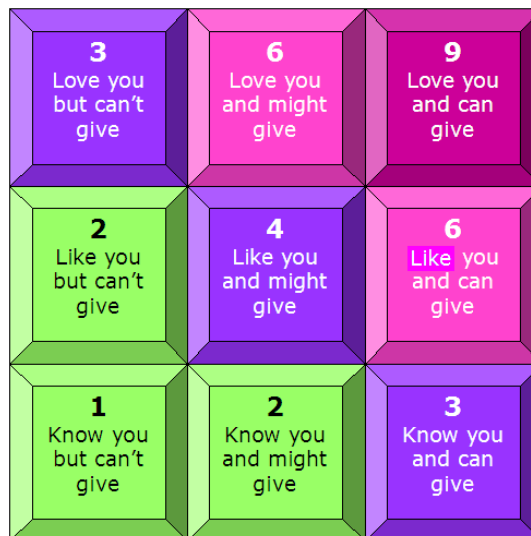 3
Love you
but can't
give
6
Love you
and might
give
9
Love you
and can
give
2
Like you
but can't
give
4
Like you
and might
give
6
Like you
and can
give
1
Know you
but can't
give
2
Know you
and might
give
3
Know you
and can
give